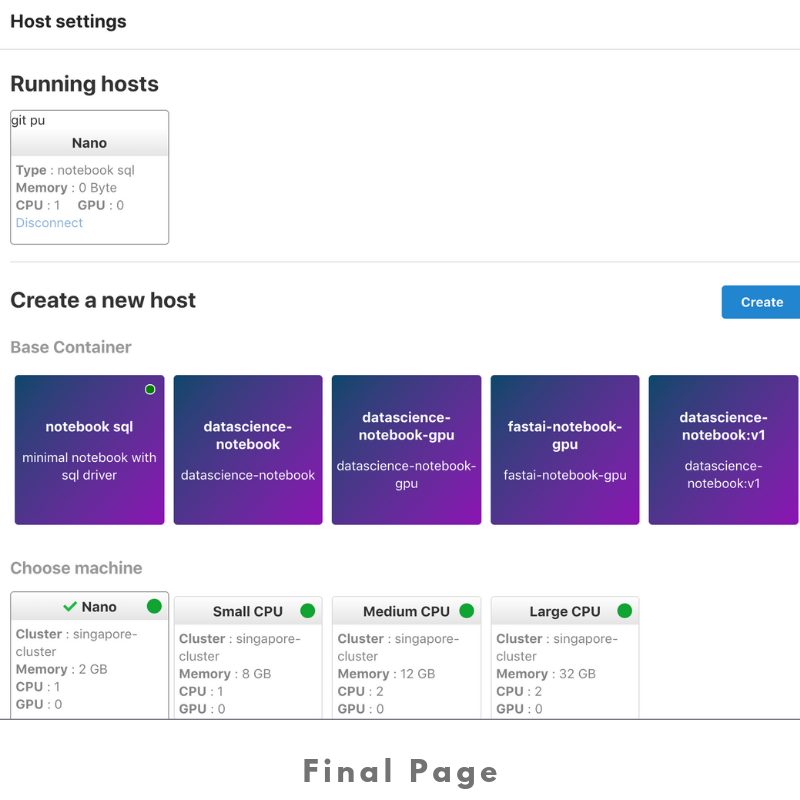 Host settings
Running hosts
git pu
Nano
Type : notebook sql
Memory : 0 Byte
CPU : 1 GPU : 0
Disconnect
Create a new host
Create
Base Container
notebook sql
minimal notebook with
sql driver
datascience-
notebook
datascience-notebook
datascience-
notebook-gpu
datascience-notebook-
gpu
fastai-notebook-
gpu
fastai-notebook-gpu
datascience-
notebook:v1
datascience-
notebook:v1
Choose machine
Nano
Cluster : singapore-
cluster
Memory : 2 GB
CPU : 1
GPU : 0
Small CPU
Cluster : singapore-
cluster
Memory : 8 GB
CPU : 1
GPU : 0
Medium CPU
Cluster : singapore-
cluster
Memory : 12 GB
CPU : 2
GPU : 0
Large CPU
Cluster : singapore-
cluster
Memory : 32 GB
CPU : 2
GPU : 0
Final Page